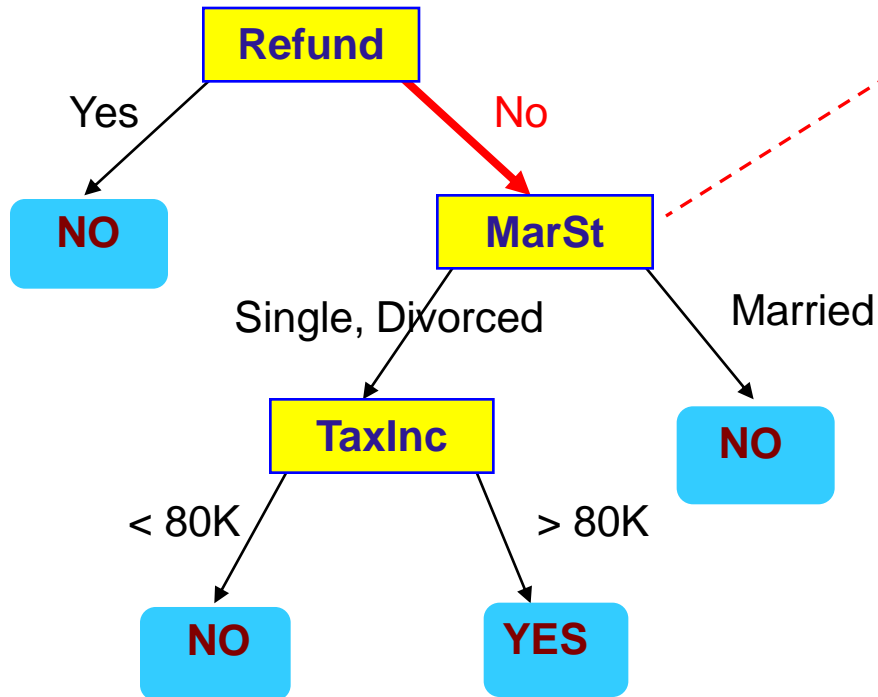 Refund
Yes
No
NO
MarSt
Single, Divorced
Married
TaxInc
NO
< 80K
> 80K
NO
YES